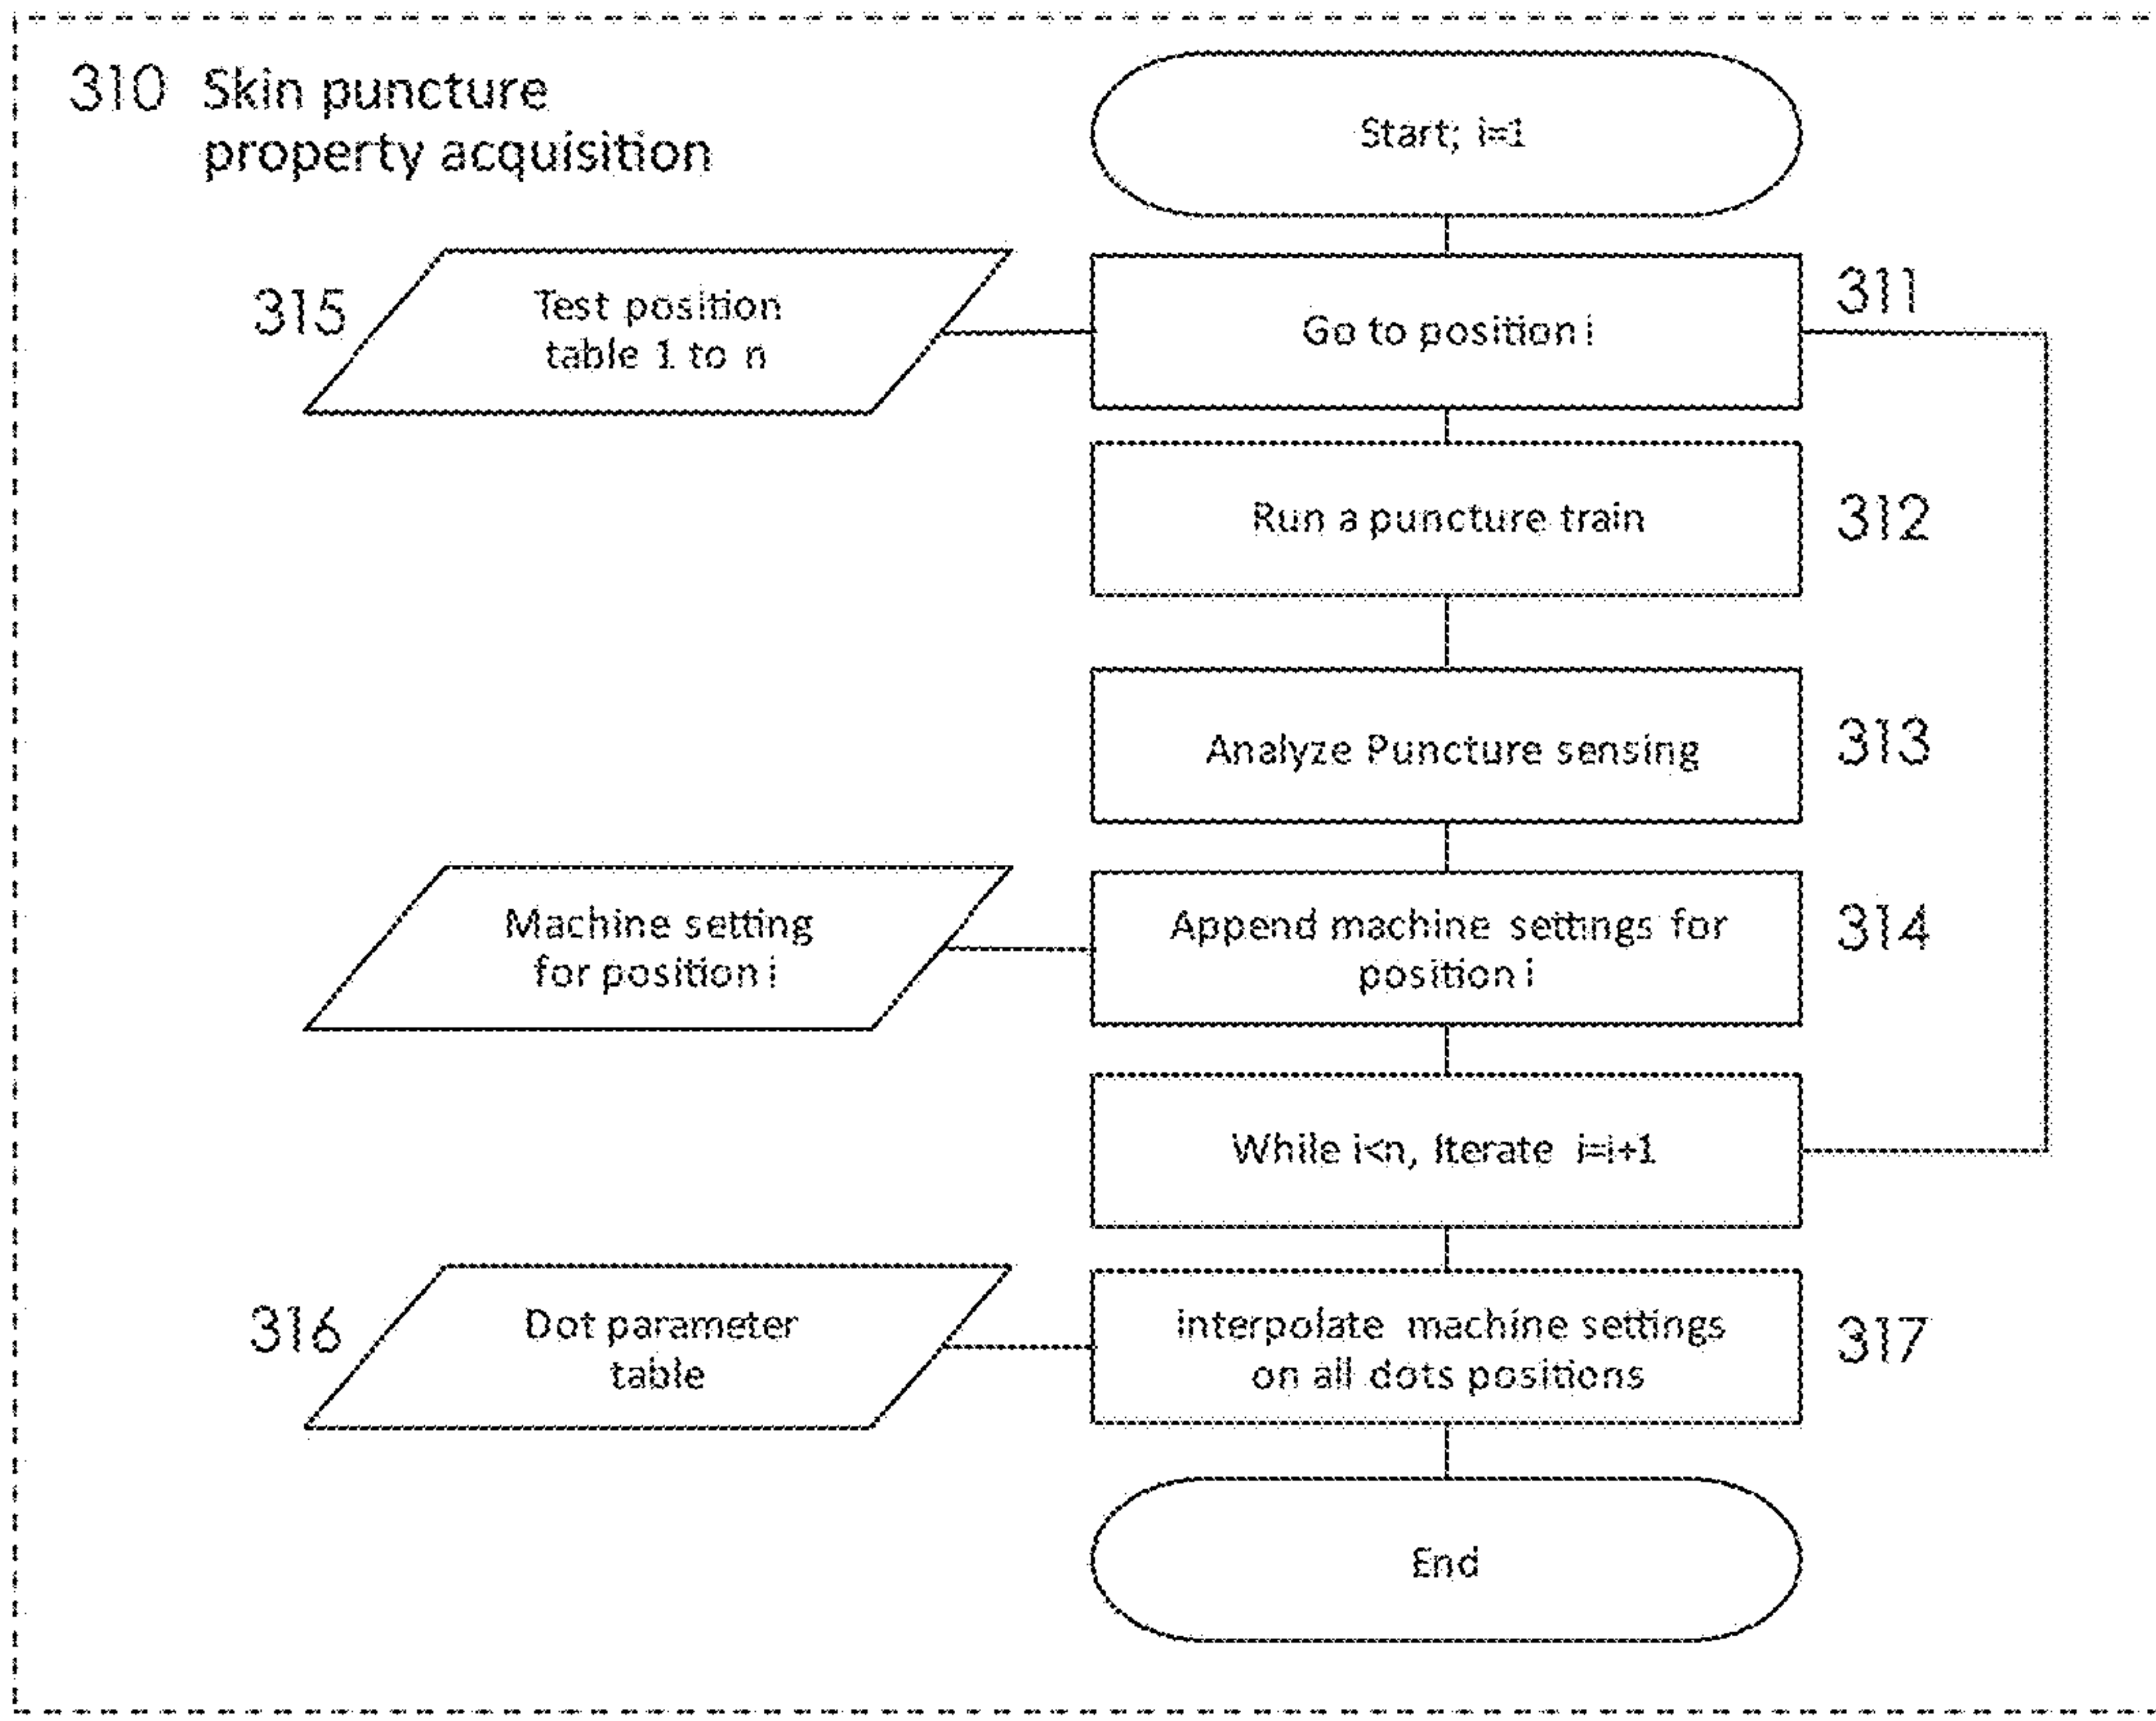 310 Skin puncture
property acquisition
Start; i=1
315
Test position
table 1 to n
Go to position i
311
Run a puncture train
312
Analyze Puncture sensing
313
Machine setting
for position i
Append machine settings for
position i
314
While i<n, Iterate i=i+1
316
Dot parameter
table
interpolate machine settings
on all dots positions
317
End